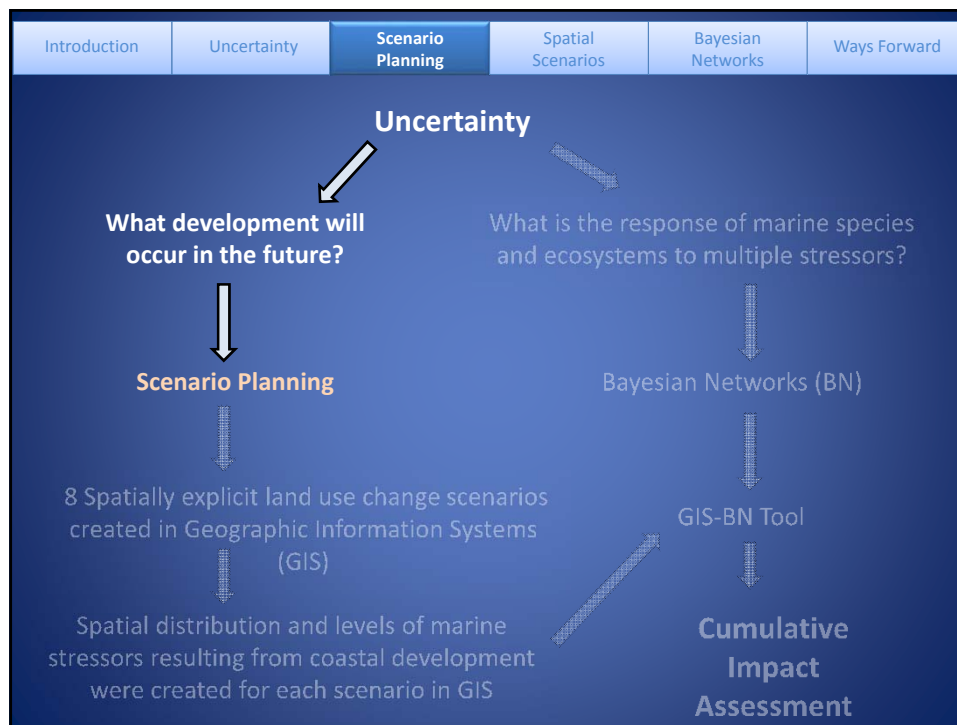 Introduction
Uncertainty
Scenario
Planning
Spatial
Scenarios
Bayesian
Networks
Ways Forward
Uncertainty
What development will
occur in the future?
What is the response of marine species
and ecosystems to multiple stressors?
Scenario Planning
Bayesian Networks (BN)
8 Spatially explicit land use change scenarios
created in Geographic Information Systems
(GIS)
GIS-BN Tool
Spatial distribution and levels of marine
stressors resulting from coastal development
were created for each scenario in GIS
Cumulative
Impact
Assessment